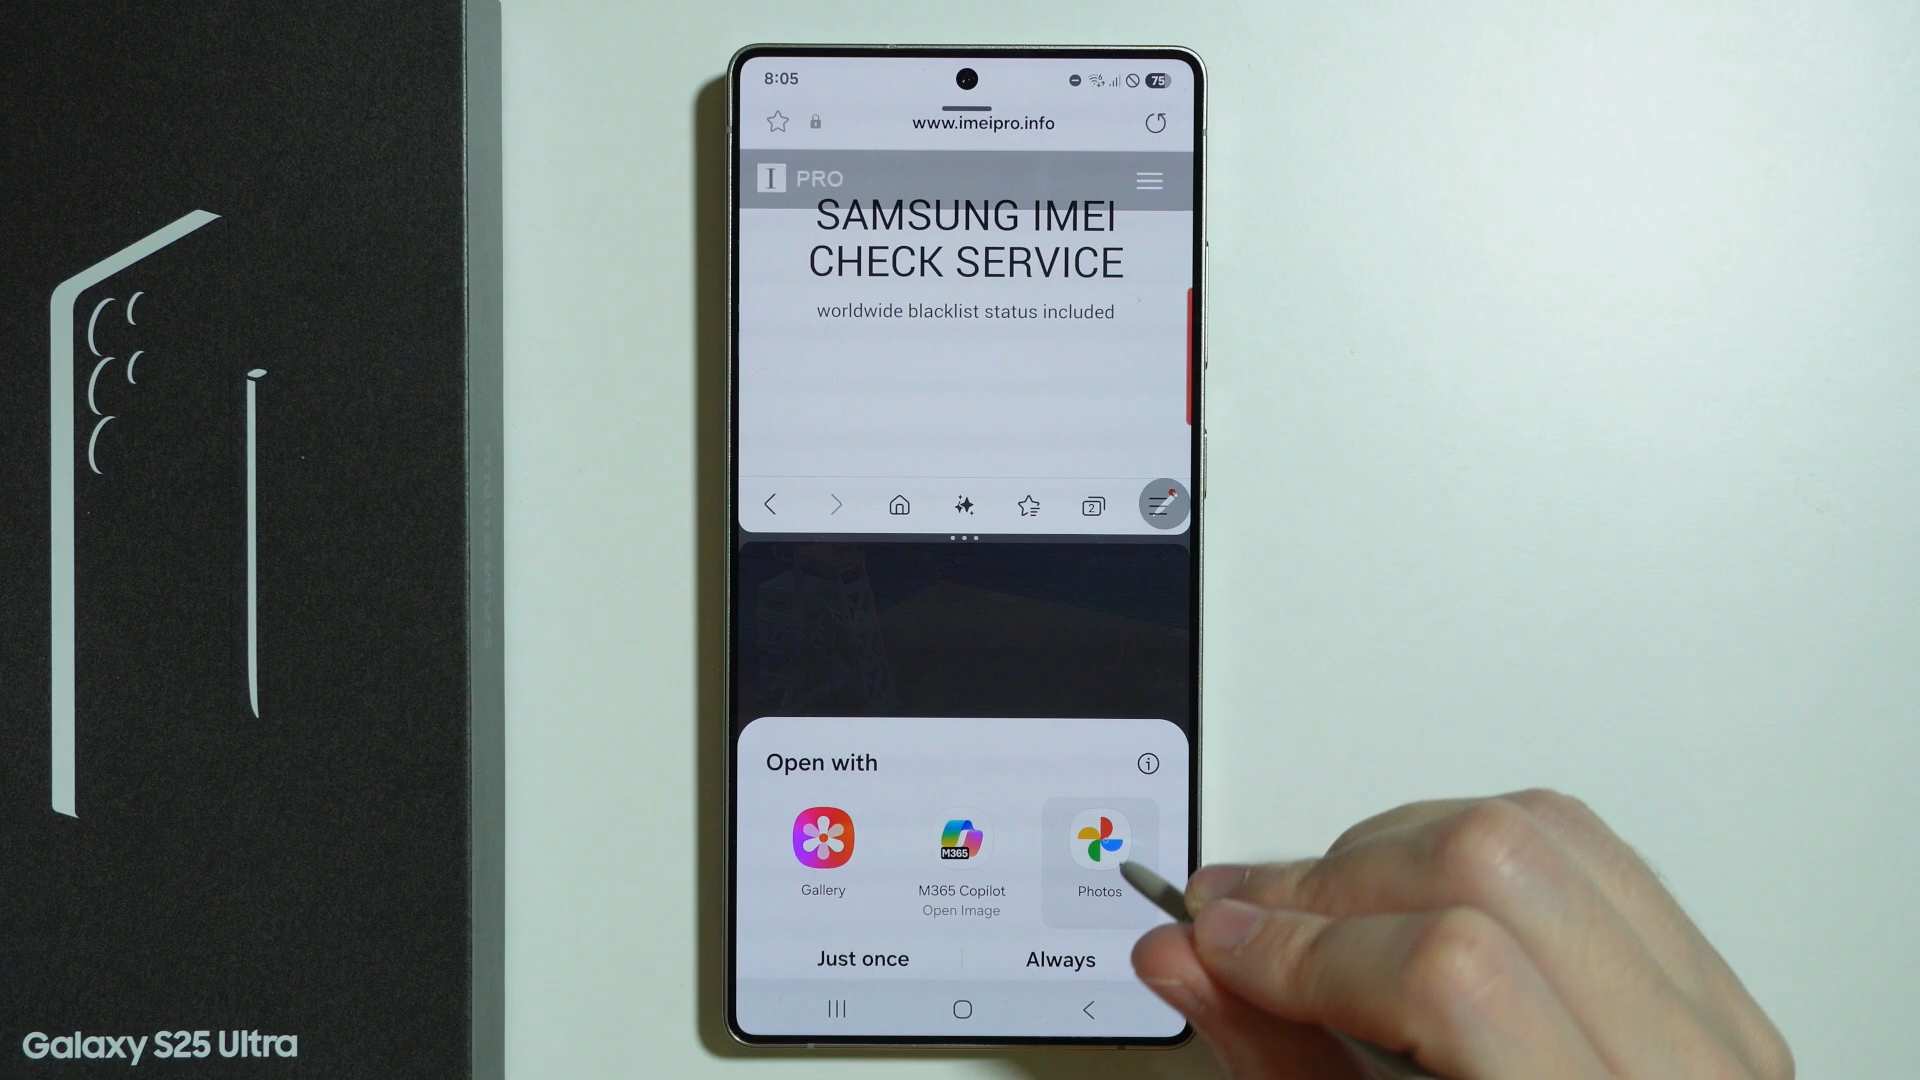 8:05
75
www.imeipro.info
I PRO
SAMSUNG IMEI
CHECK SERVICE
worldwide blacklist status included
2
Open with
Gallery
M365
M365 Copilot
Open Image
Photos
Just once
Always
Galaxy S25 Ultra